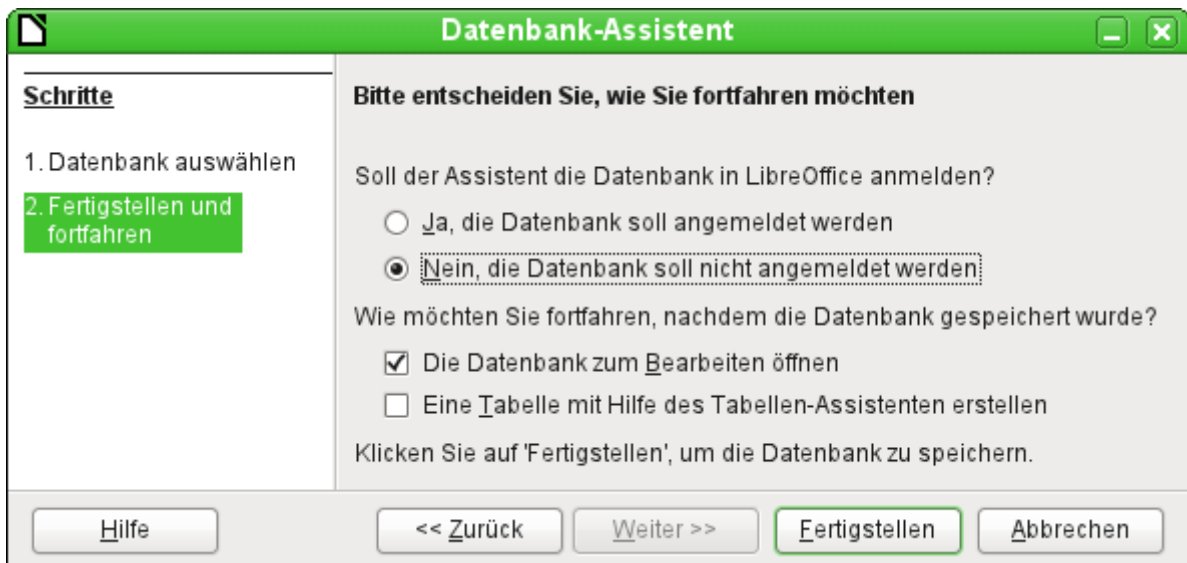 Datenbank-Assistent
Schritte
1. Datenbank auswählen
2. Fertigstellen und
fortfahren
Bitte entscheiden Sie, wie Sie fortfahren möchten
Soll der Assistent die Datenbank in LibreOffice anmelden?
Ja, die Datenbank soll angemeldet werden
Nein, die Datenbank soll nicht angemeldet werden
Wie möchten Sie fortfahren, nachdem die Datenbank gespeichert wurde?
Die Datenbank zum Bearbeiten öffnen
Eine Tabelle mit Hilfe des Tabellen-Assistenten erstellen
Klicken Sie auf 'Fertigstellen', um die Datenbank zu speichern.
Hilfe
<< Zurück
Weiter >>
Fertigstellen
Abbrechen